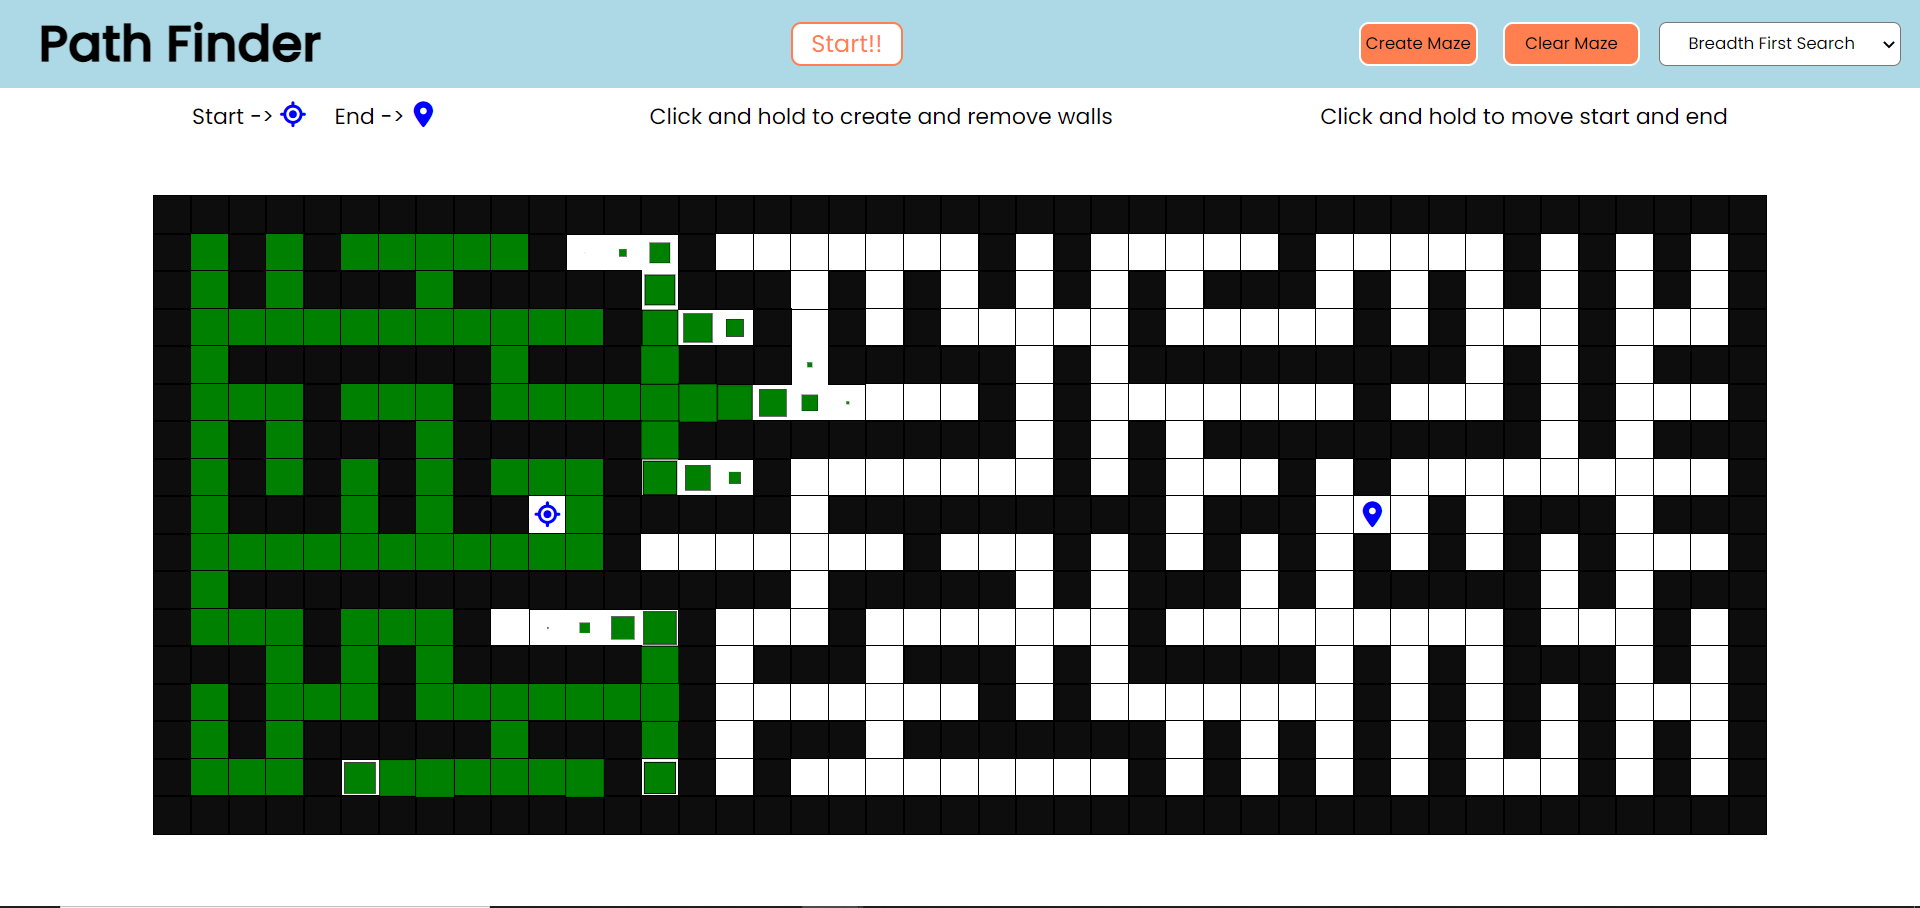 Path Finder
Start!!
Create Maze
Clear Maze
Breadth First Search
Start ->
End ->
Click and hold to create and remove walls
Click and hold to move start and end